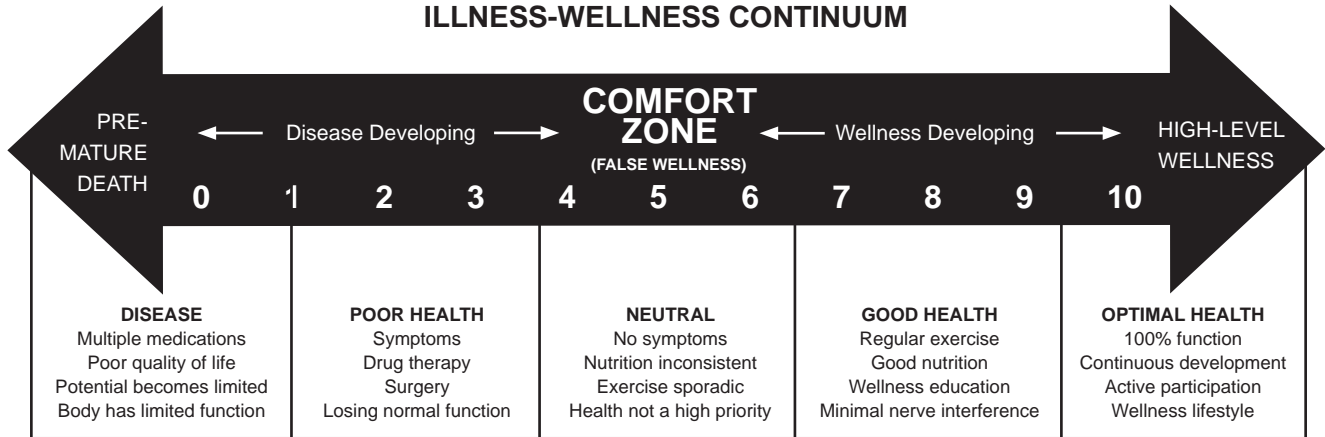 ILLNESS-WELLNESS CONTINUUM
PRE-
MATURE
DEATH
Disease Developing
COMFORT
ZONE
(FALSE WELLNESS)
Wellness Developing
HIGH-LEVEL
WELLNESS
0 1 2 3 4 5 6 7 8 9 10
DISEASE
Multiple medications
Poor quality of life
Potential becomes limited
Body has limited function
POOR HEALTH
Symptoms
Drug therapy
Surgery
Losing normal function
NEUTRAL
No symptoms
Nutrition inconsistent
Exercise sporadic
Health not a high priority
GOOD HEALTH
Regular exercise
Good nutrition
Wellness education
Minimal nerve interference
OPTIMAL HEALTH
100% function
Continuous development
Active participation
Wellness lifestyle